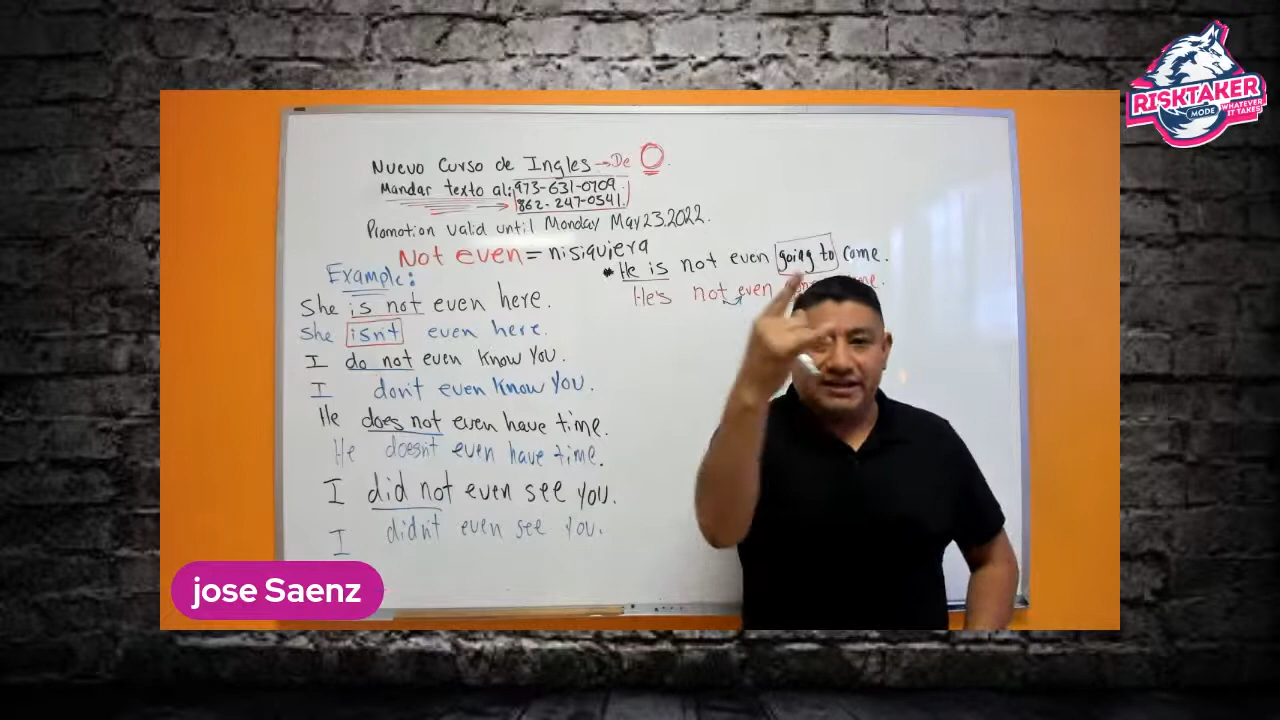 RISKTAKER
MODE
WHATEVER
IT TAKES!
Nuevo Curso de Ingles → De 0.
Mandar texto al: 973-631-0709
862-247-0541.
Promotion valid until Monday May 23.2022.
Not even = nisiquiera
Example:
She is not even here.
She isn't even here.
I do not even know you.
I don't even know you.
He does not even have time.
He doesn't even have time.
I did not even see you.
I didn't even see you.
He is not even going to come.
He's not even
jose Saenz